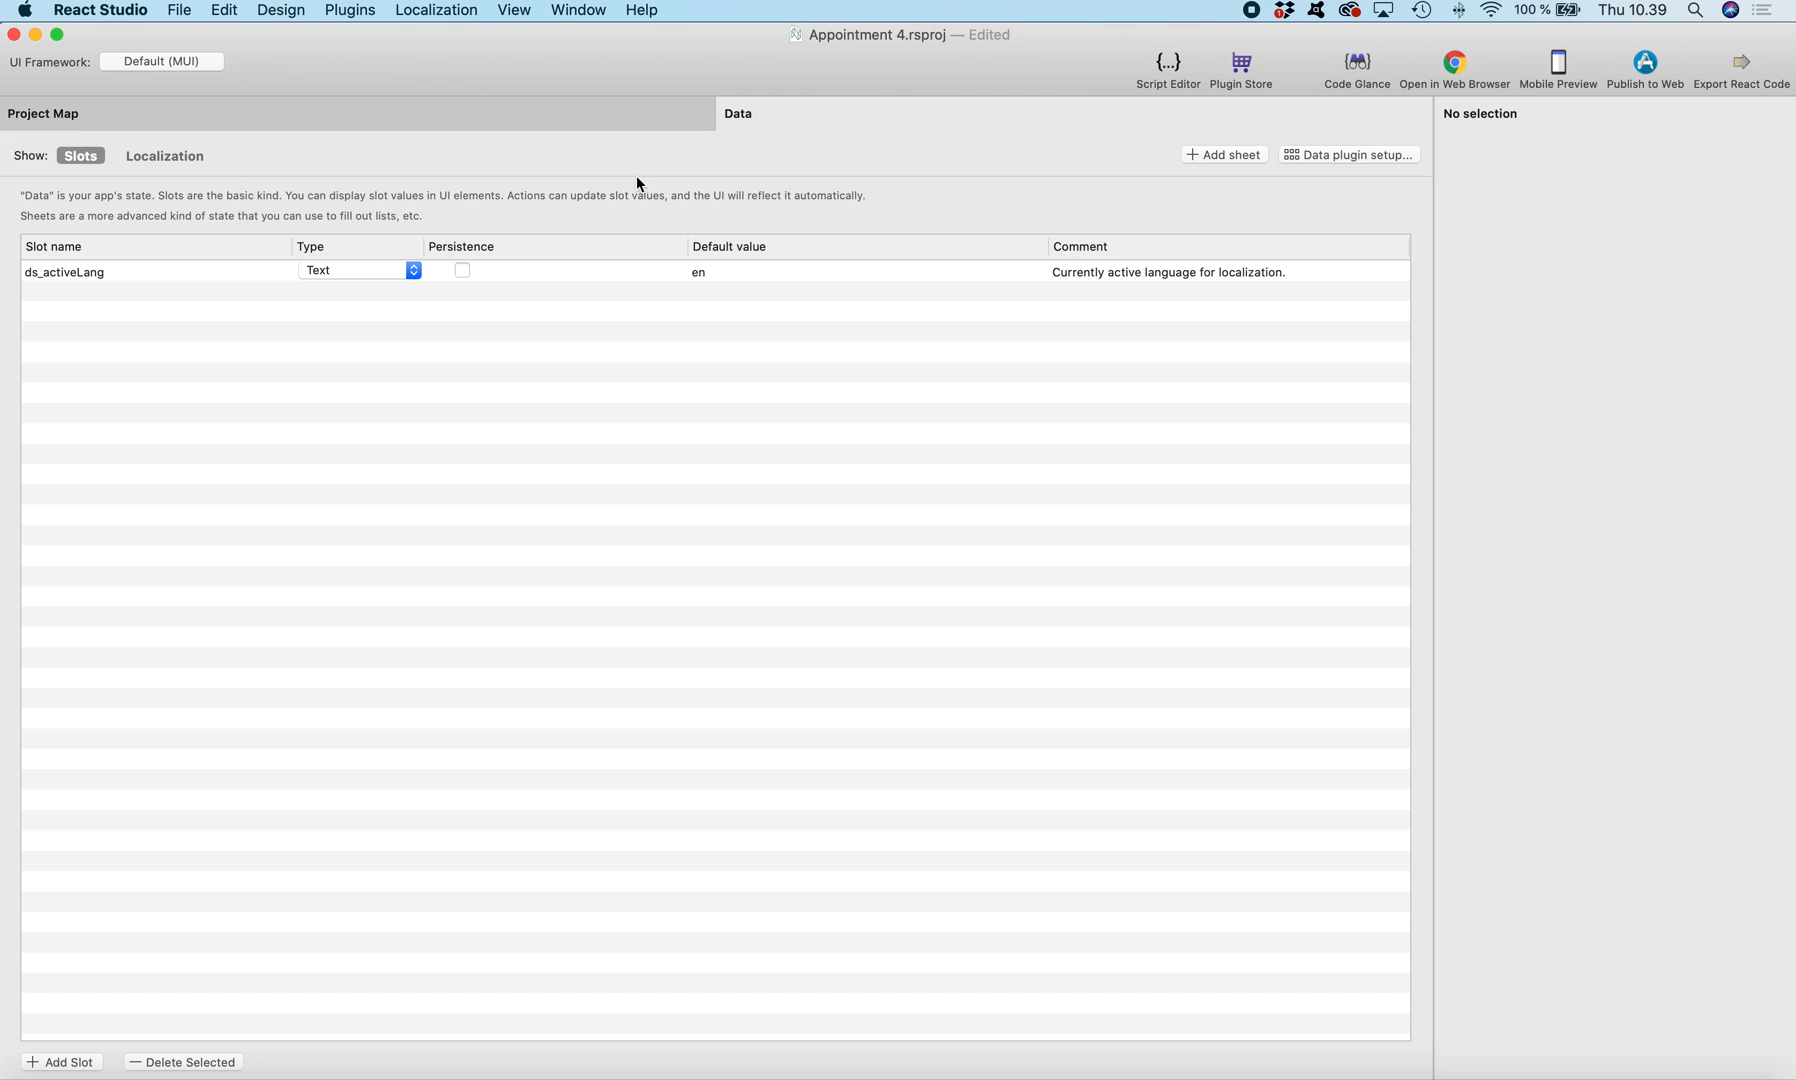 React Studio File Edit Design Plugins Localization View Window Help 100 % Thu 10.39
Appointment 4.rsproj — Edited
UI Framework: Default (MUI)
{...}
Script Editor Plugin Store Code Glance Open in Web Browser Mobile Preview Publish to Web Export React Code
Project Map Data No selection
Show: Slots Localization + Add sheet Data plugin setup...
"Data" is your app's state. Slots are the basic kind. You can display slot values in UI elements. Actions can update slot values, and the UI will reflect it automatically.
Sheets are a more advanced kind of state that you can use to fill out lists, etc.
Slot name Type Persistence Default value Comment
ds_activeLang Text en Currently active language for localization.
+ Add Slot — Delete Selected